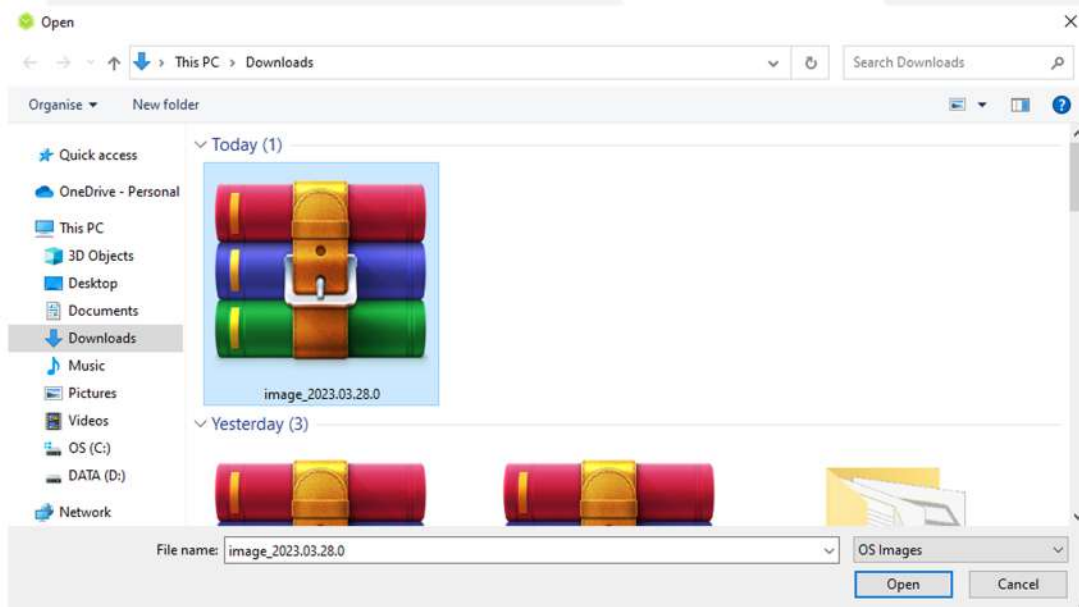 Open
This PC > Downloads
Search Downloads
Organise
New folder
Quick access
OneDrive - Personal
This PC
3D Objects
Desktop
Documents
Downloads
Music
Pictures
Videos
OS (C:)
DATA (D:)
Network
Today (1)
image_2023.03.28.0
Yesterday (3)
File name: image_2023.03.28.0
OS Images
Open
Cancel